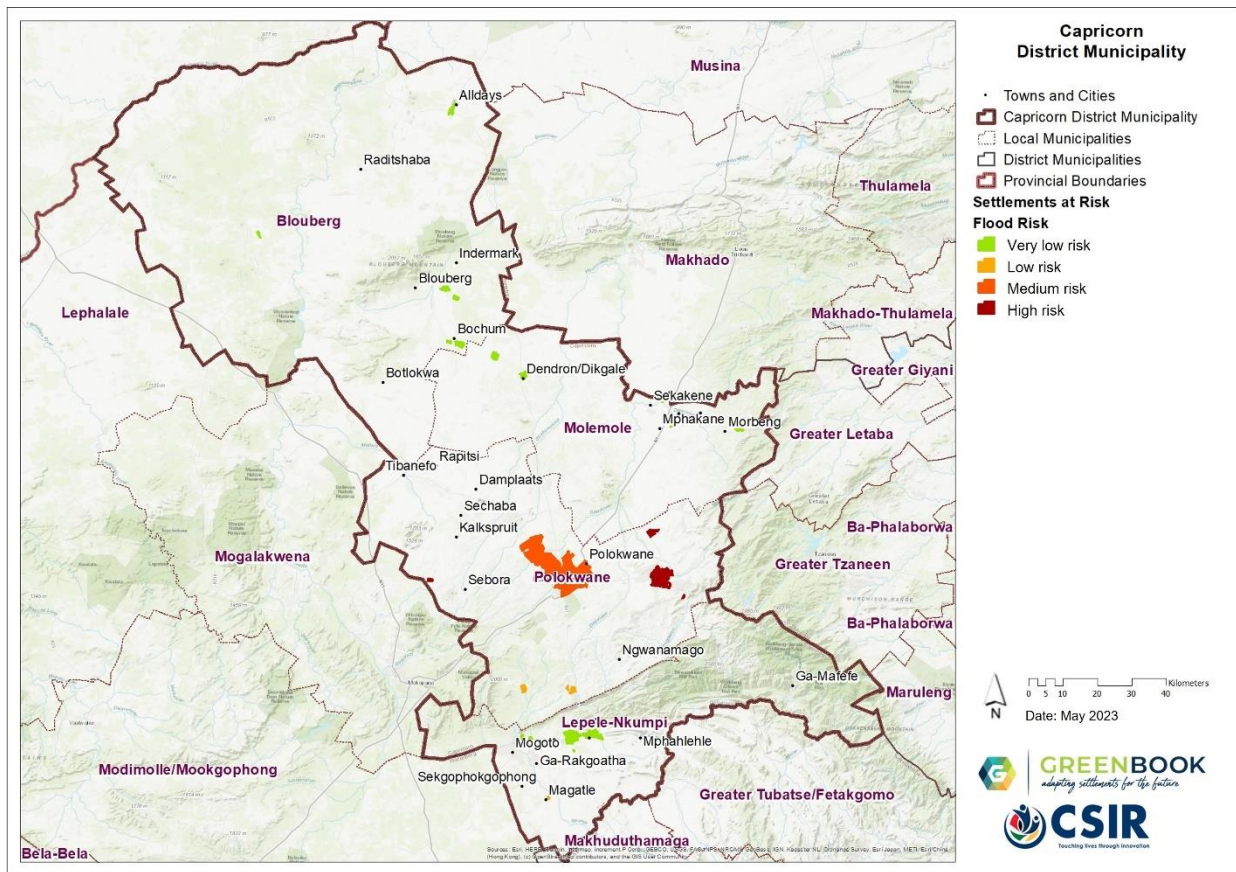 Capricorn
District Municipality
Towns and Cities
Capricorn District Municipality
Local Municipalities
District Municipalities
Provincial Boundaries
Settlements at Risk
Flood Risk
Very low risk
Low risk
Medium risk
High risk
Musina
Alldays
Raditshaba
Thulamela
Blouberg
Indermark
Makhado
Blouberg
Lephalale
Makhado-Thulamela
Bochum
Greater Giyani
Botlokwa
Dendron/Dikgale
Sekakene
Molemole
Mphakane
Morbeng
Greater Letaba
Rapitsi
Tibanefo
Damplaats
Sechaba
Kalkspruit
Ba-Phalaborwa
Mogalakwena
Polokwane
Greater Tzaneen
Polokwane
Sebora
Ba-Phalaborwa
Ngwanamago
Ga-Mafefe
Maruleng
Lepele-Nkumpi
Mphahlehle
Mogoto
Ga-Rakgoatha
Modimolle/Mookgophong
Sekgophokgophong
Magatle
Greater Tubatse/Fetakgomo
Makhuduthamaga
Bela-Bela
N
0 5 10 20 30 40
Kilometers
Date: May 2023
G
GREENBOOK
adapting settlements for the future
CSIR
Touching lives through innovation